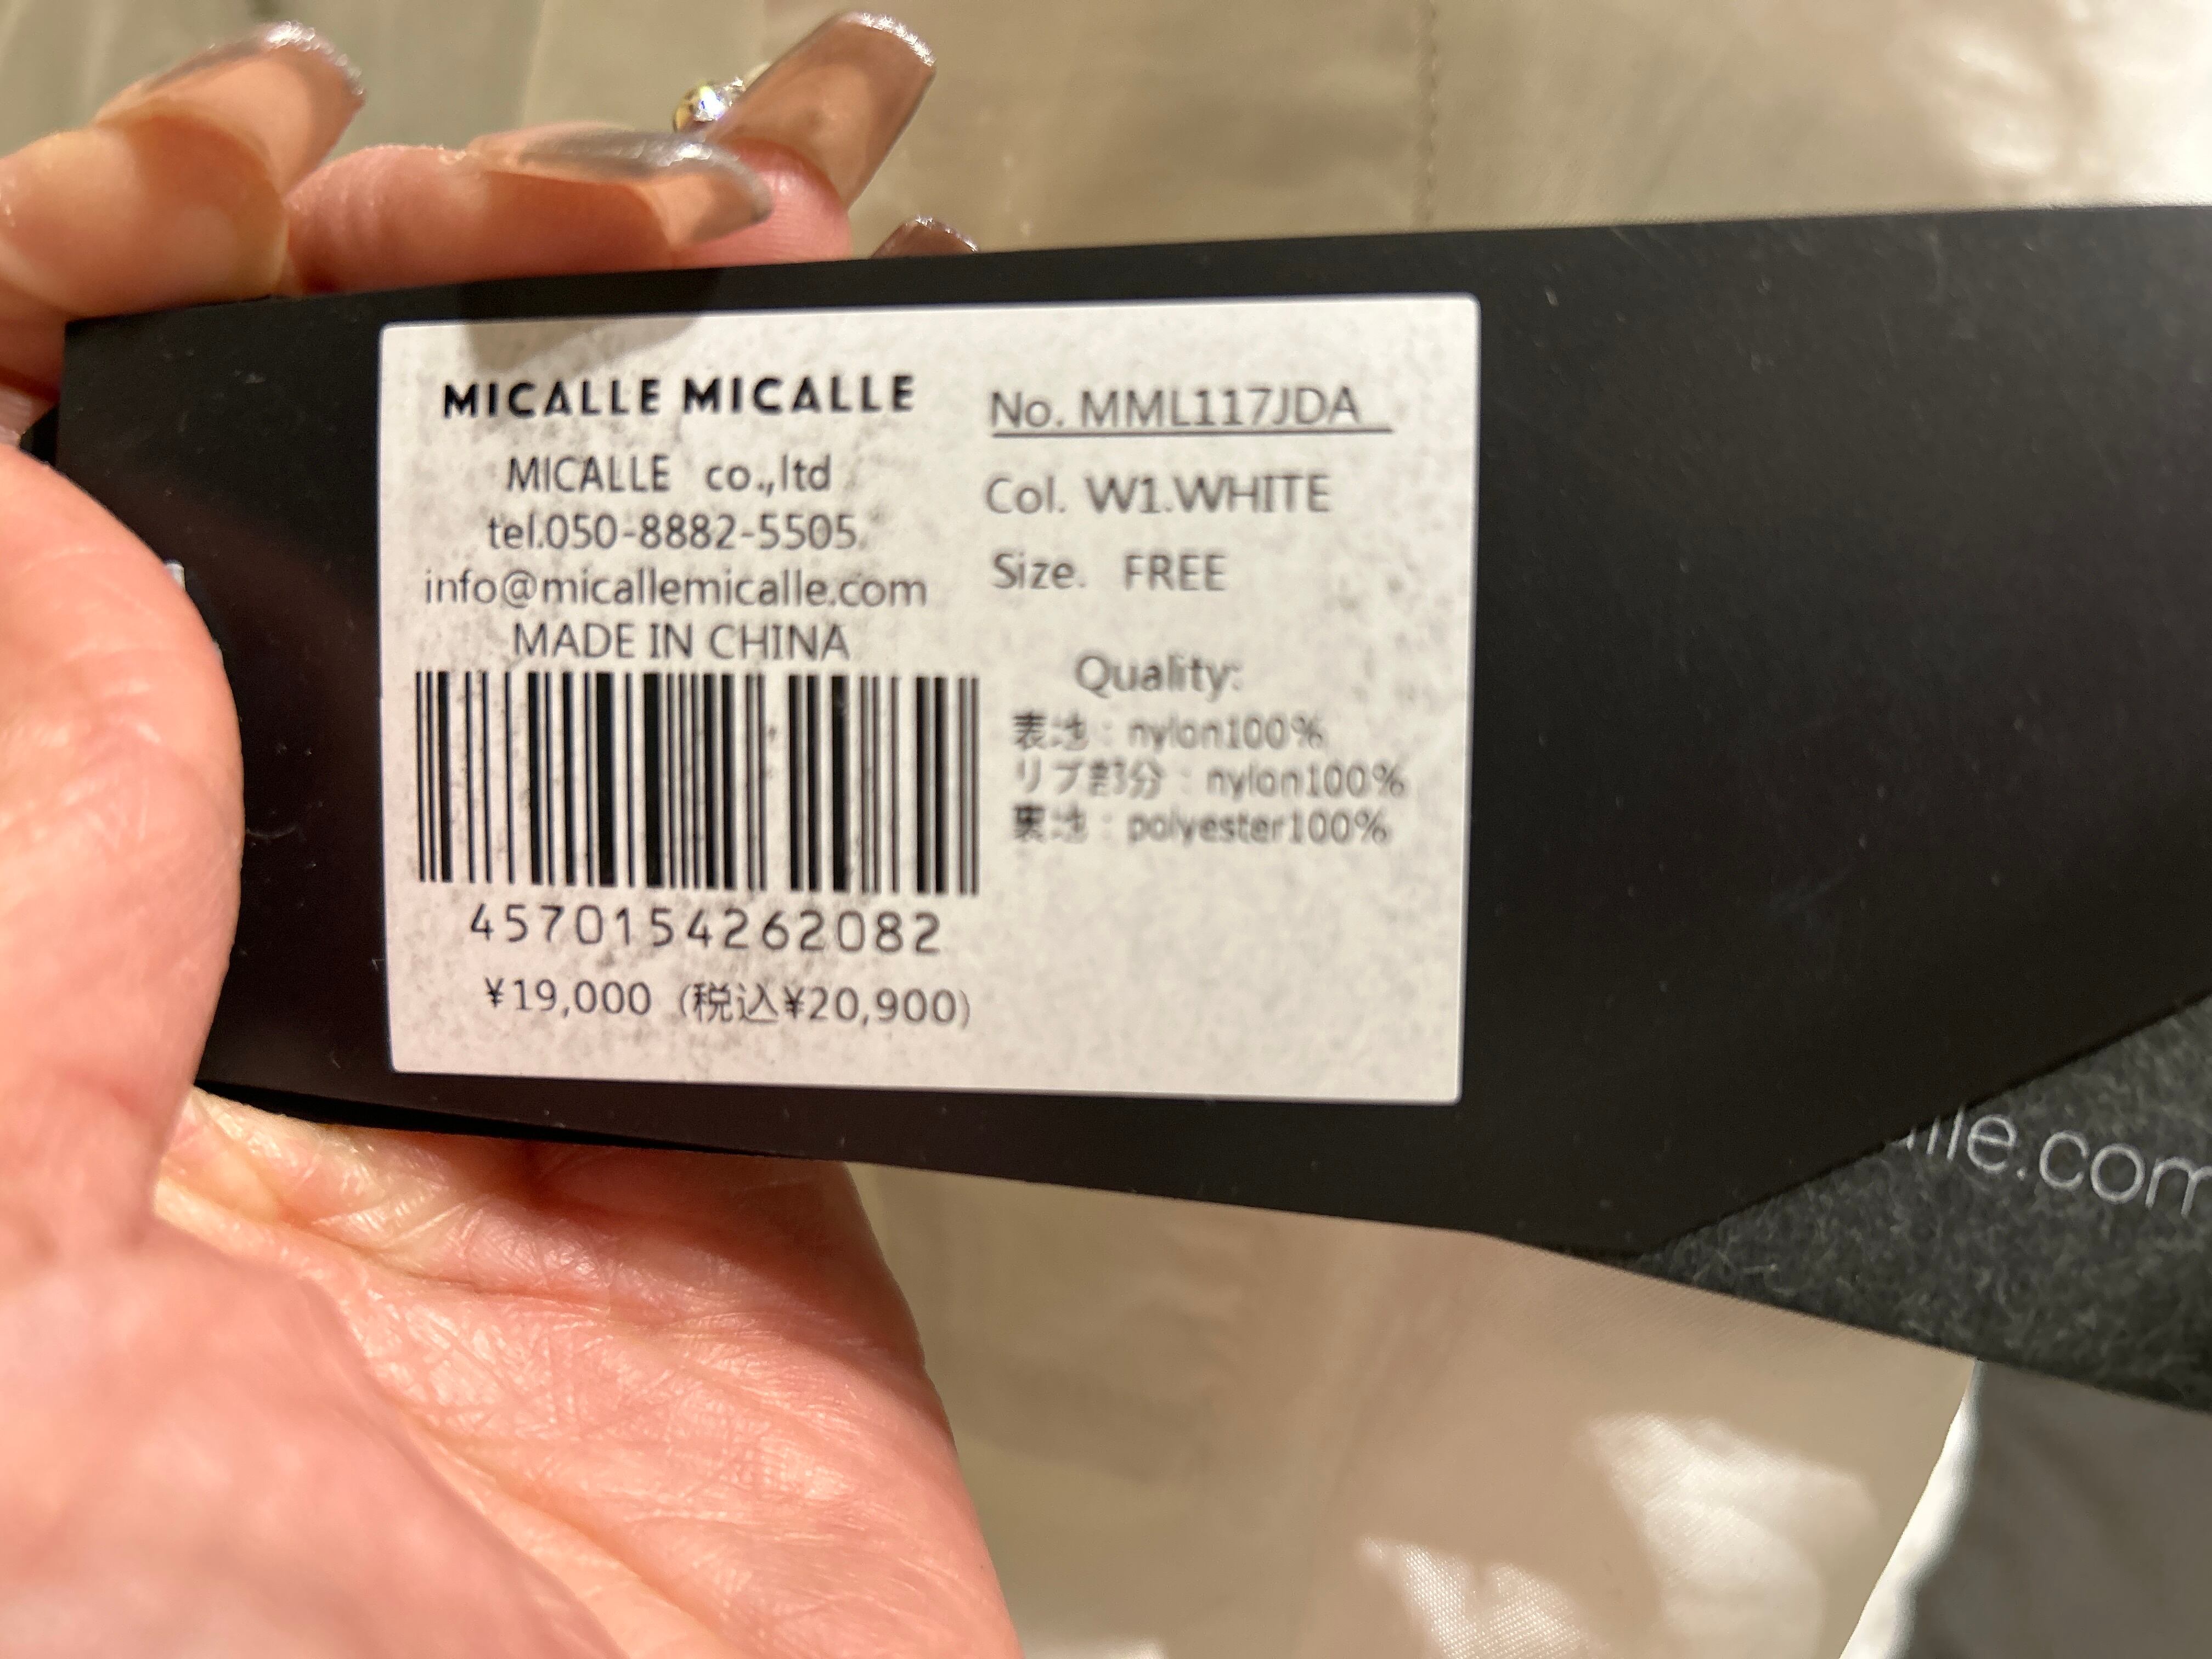 MICALLE MICALLE
MICALLE co.,ltd
tel.050-8882-5505
info@micallemicalle.com
MADE IN CHINA
4570154262082
¥19,000 (税込¥20,900)
No. MML117JDA
Col. W1.WHITE
Size. FREE
Quality:
表地：nylon100%
リブ部分：nylon100%
裏地：polyester100%
lle.com